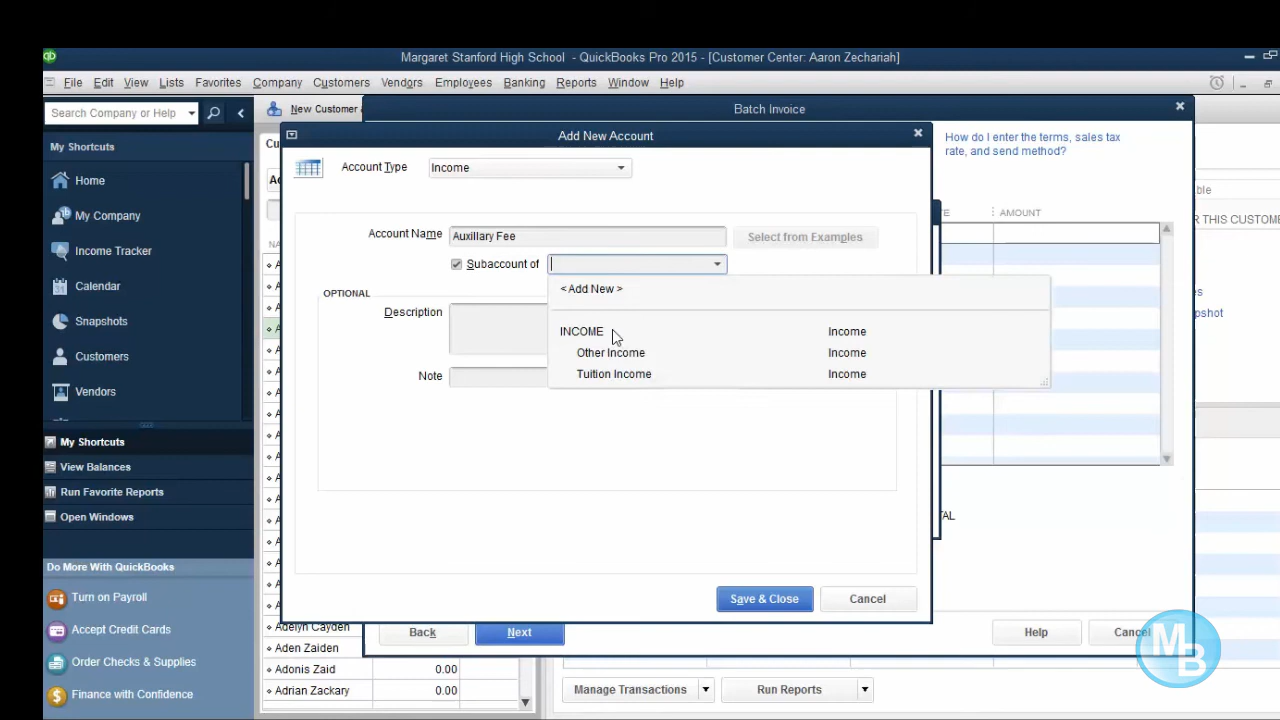 Margaret Stanford High School - QuickBooks Pro 2015 - [Customer Center: Aaron Zechariah]
File Edit View Lists Favorites Company Customers Vendors Employees Banking Reports Window Help
Search Company or Help
New Customer
Batch Invoice
My Shortcuts
Home
My Company
Income Tracker
Calendar
Snapshots
Customers
Vendors
My Shortcuts
View Balances
Run Favorite Reports
Open Windows
Do More With QuickBooks
Turn on Payroll
Accept Credit Cards
Order Checks & Supplies
Finance with Confidence
Add New Account
Account Type Income
Account Name Auxillary Fee Select from Examples
Subaccount of
< Add New >
INCOME Income
Other Income Income
Tuition Income Income
OPTIONAL
Description
Note
Save & Close Cancel
How do I enter the terms, sales tax
rate, and send method?
AMOUNT
THIS CUSTOME
Back Next Help Cancel
Adelyn Cayden
Aden Zaiden
Adonis Zaid 0.00
Adrian Zackary 0.00
Manage Transactions Run Reports
MB